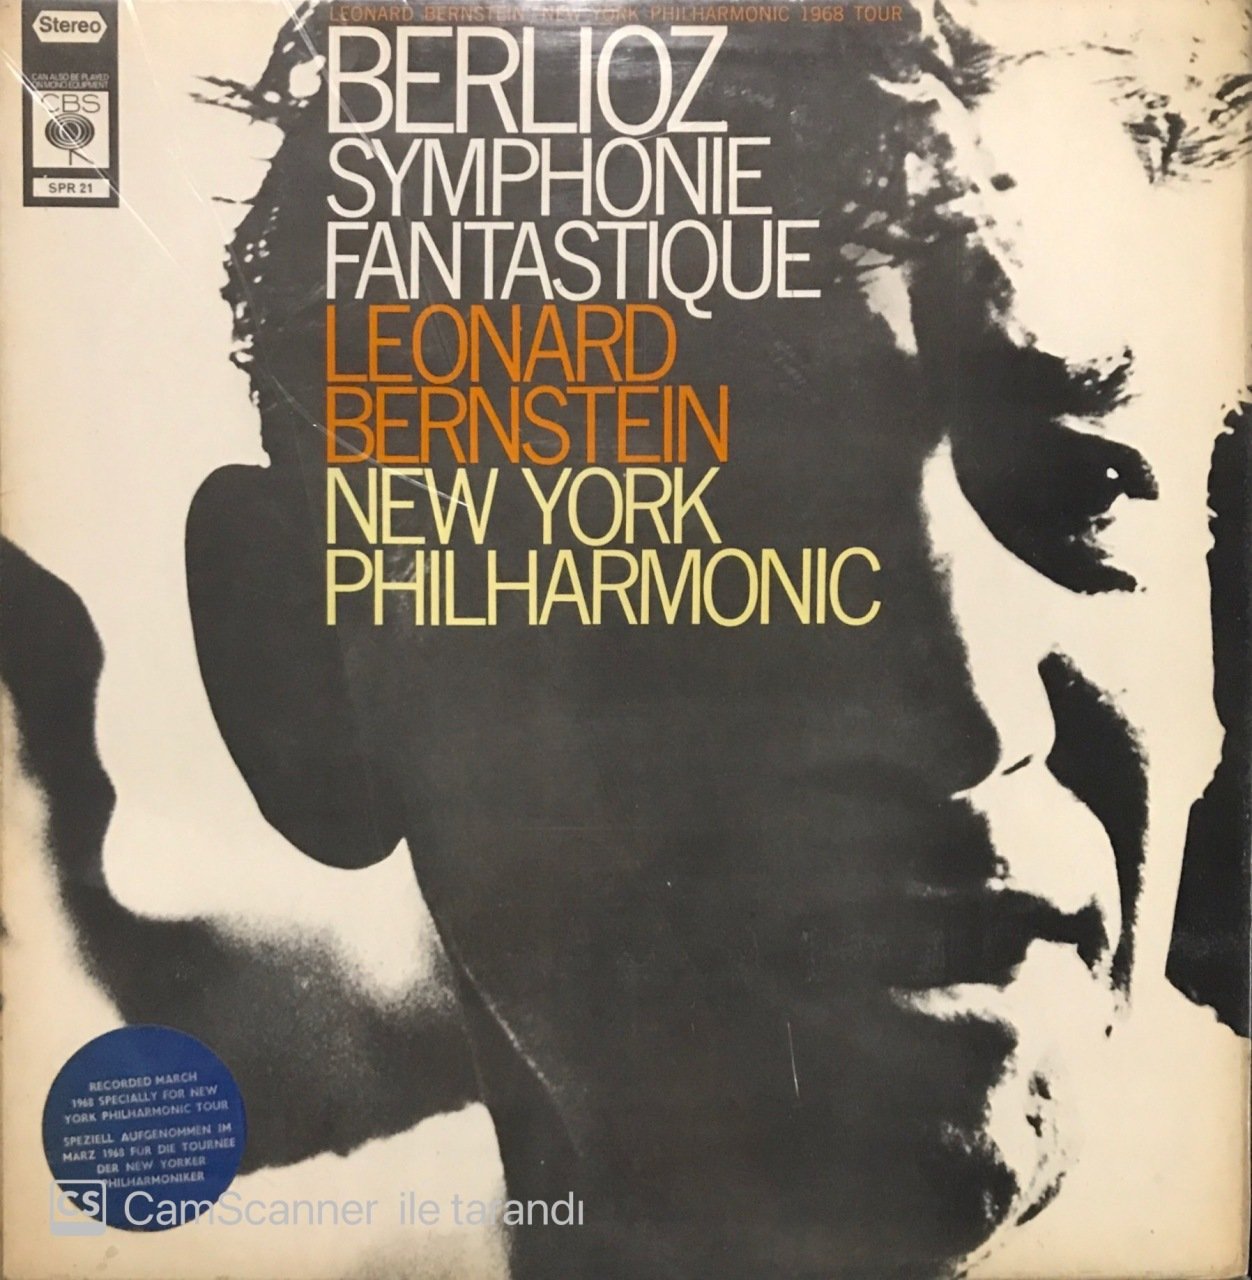 LEONARD BERNSTEIN, NEW YORK PHILHARMONIC 1968 TOUR
Stereo
CAN ALSO BE PLAYED
ON MONO EQUIPMENT
CBS
SPR 21
BERLIOZ
SYMPHONIE
FANTASTIQUE
LEONARD
BERNSTEIN
NEW YORK
PHILHARMONIC
RECORDED MARCH
1968 SPECIALLY FOR NEW
YORK PHILHARMONIC TOUR
SPEZIELL AUFGENOMMEN IM
MARZ 1968 FÜR DIE TOURNEE
DER NEW YORKER
PHILHARMONIKER
CS CamScanner ile tarandı